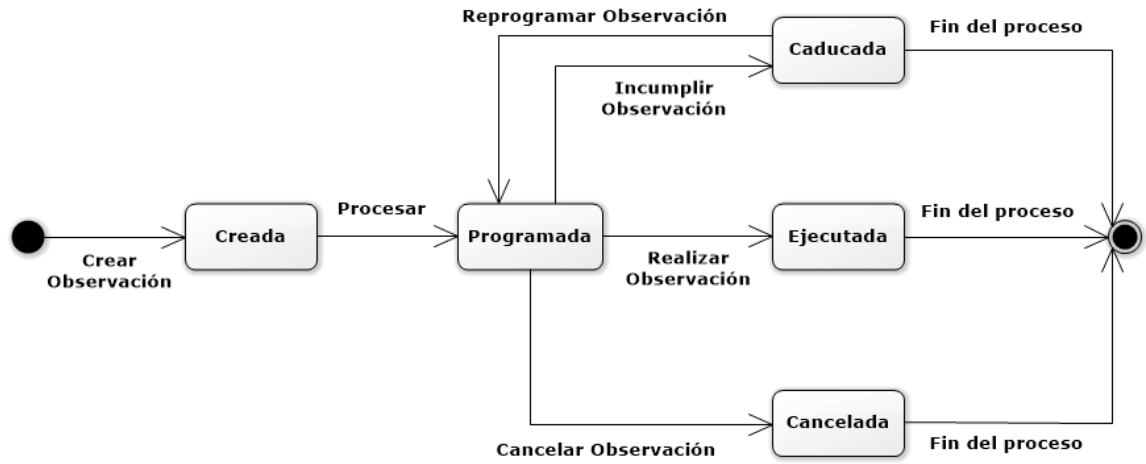 Reprogramar Observación
Caducada
Fin del proceso
Incumplir
Observación
Creada
Procesar
Programada
Ejecutada
Fin del proceso
Crear
Observación
Realizar
Observación
Cancelar Observación
Cancelada
Fin del proceso